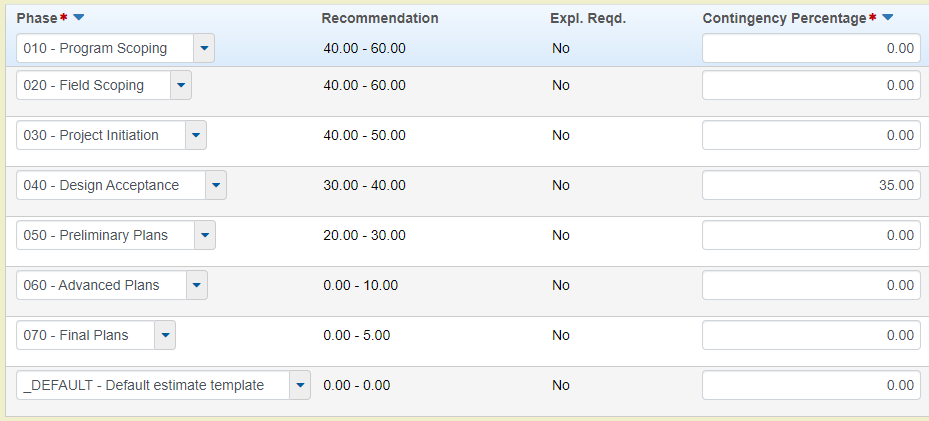 Phase* Recommendation Expl. Reqd. Contingency Percentage*
010 - Program Scoping 40.00 - 60.00 No 0.00
020 - Field Scoping 40.00 - 60.00 No 0.00
030 - Project Initiation 40.00 - 50.00 No 0.00
040 - Design Acceptance 30.00 - 40.00 No 35.00
050 - Preliminary Plans 20.00 - 30.00 No 0.00
060 - Advanced Plans 0.00 - 10.00 No 0.00
070 - Final Plans 0.00 - 5.00 No 0.00
_DEFAULT - Default estimate template 0.00 - 0.00 No 0.00